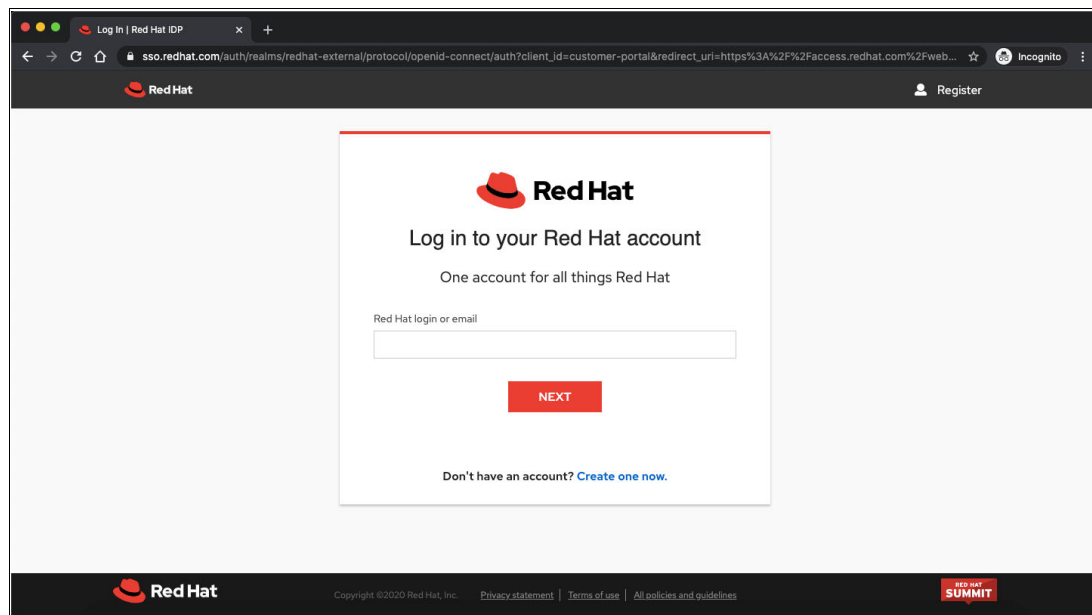 Log In | Red Hat IDP
sso.redhat.com/auth/realms/redhat-external/protocol/openid-connect/auth?client_id=customer-portal&redirect_uri=https%3A%2F%2Faccess.redhat.com%2Fweb...
Incognito
Red Hat
Register
Red Hat
Log in to your Red Hat account
One account for all things Red Hat
Red Hat login or email
NEXT
Don't have an account? Create one now.
Red Hat
Copyright ©2020 Red Hat, Inc. Privacy statement | Terms of use | All policies and guidelines
RED HAT
SUMMIT